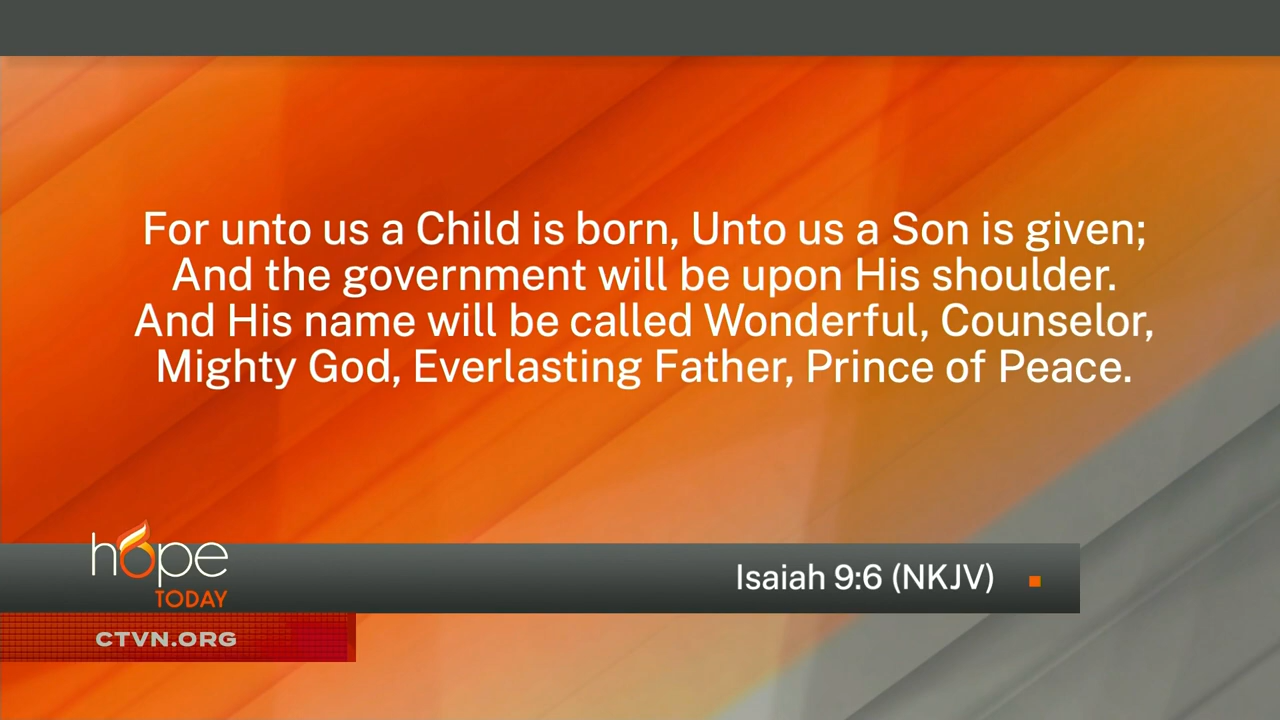 For unto us a Child is born, Unto us a Son is given;
And the government will be upon His shoulder.
And His name will be called Wonderful, Counselor,
Mighty God, Everlasting Father, Prince of Peace.
hope
TODAY
Isaiah 9:6 (NKJV)
CTVN.ORG